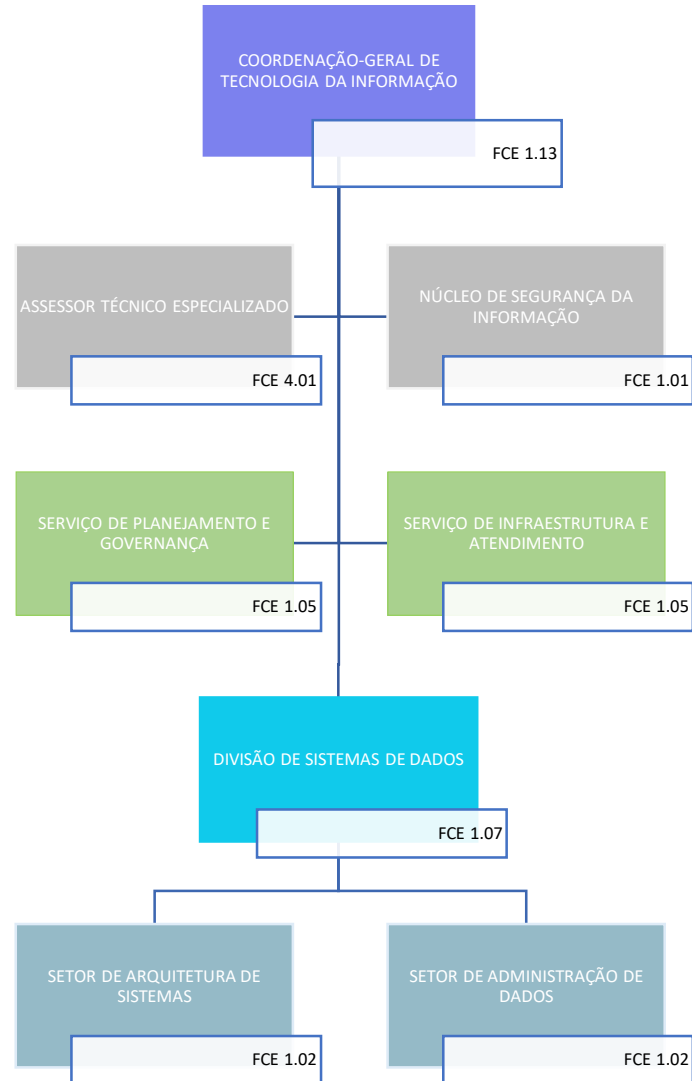 COORDENAÇÃO-GERAL DE
TECNOLOGIA DA INFORMAÇÃO
FCE 1.13
ASSESSOR TÉCNICO ESPECIALIZADO
FCE 4.01
NÚCLEO DE SEGURANÇA DA
INFORMAÇÃO
FCE 1.01
SERVIÇO DE PLANEJAMENTO E
GOVERNANÇA
FCE 1.05
SERVIÇO DE INFRAESTRUTURA E
ATENDIMENTO
FCE 1.05
DIVISÃO DE SISTEMAS DE DADOS
FCE 1.07
SETOR DE ARQUITETURA DE
SISTEMAS
FCE 1.02
SETOR DE ADMINISTRAÇÃO DE
DADOS
FCE 1.02